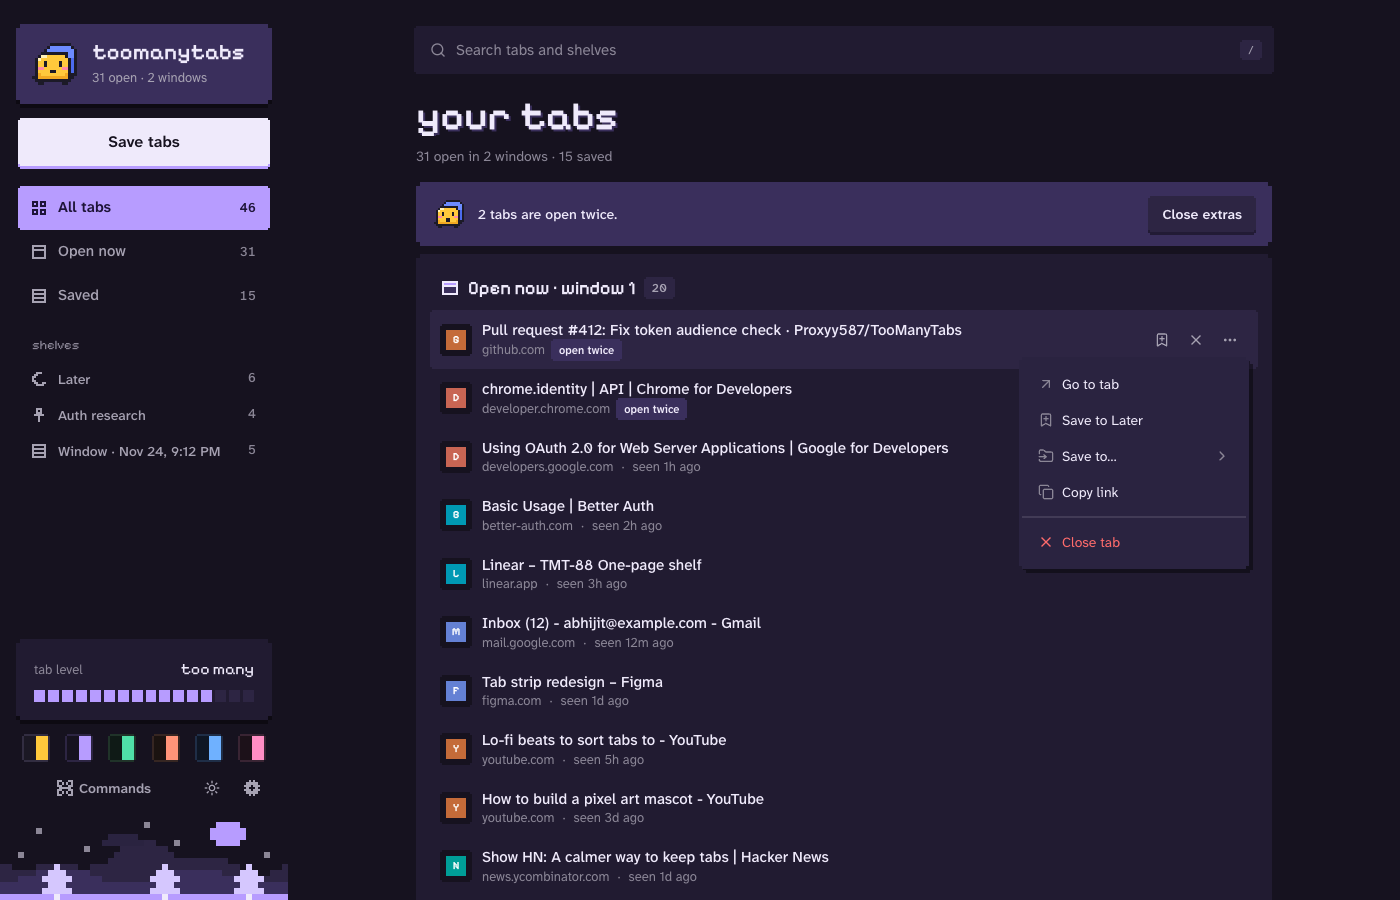 toomanytabs
31 open · 2 windows
Save tabs
All tabs 46
Open now 31
Saved 15
shelves
Later 6
Auth research 4
Window · Nov 24, 9:12 PM 5
tab level too many
Commands
Search tabs and shelves /
your tabs
31 open in 2 windows · 15 saved
2 tabs are open twice. Close extras
Open now · window 1 20
G Pull request #412: Fix token audience check · Proxyy587/TooManyTabs
github.com open twice
D chrome.identity | API | Chrome for Developers
developer.chrome.com open twice
D Using OAuth 2.0 for Web Server Applications | Google for Developers
developers.google.com · seen 1h ago
B Basic Usage | Better Auth
better-auth.com · seen 2h ago
L Linear – TMT-88 One-page shelf
linear.app · seen 3h ago
M Inbox (12) - abhijit@example.com - Gmail
mail.google.com · seen 12m ago
F Tab strip redesign – Figma
figma.com · seen 1d ago
Y Lo-fi beats to sort tabs to - YouTube
youtube.com · seen 5h ago
Y How to build a pixel art mascot - YouTube
youtube.com · seen 3d ago
N Show HN: A calmer way to keep tabs | Hacker News
news.ycombinator.com · seen 1d ago
Go to tab
Save to Later
Save to...
Copy link
Close tab